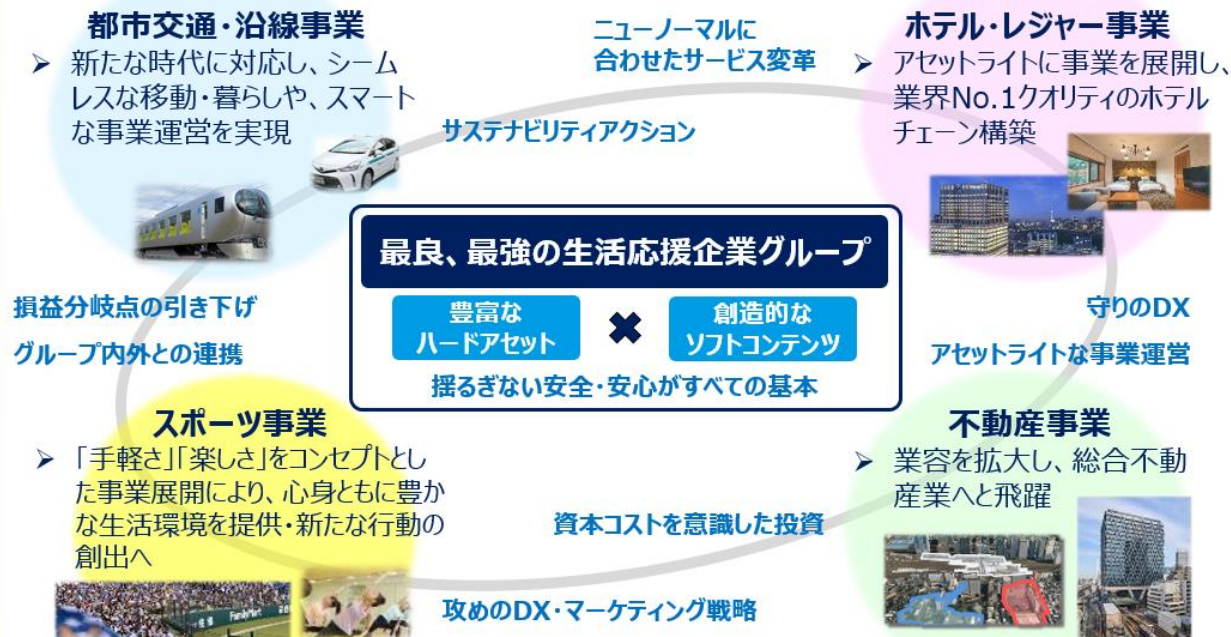 都市交通・沿線事業
➢ 新たな時代に対応し、シーム
レスな移動・暮らしや、スマート
な事業運営を実現
ニューノーマルに
合わせたサービス変革
サステナビリティアクション
ホテル・レジャー事業
➢ アセットライトに事業を展開し、
業界No.1クオリティのホテル
チェーン構築
最良、最強の生活応援企業グループ
豊富な
ハードアセット
✖
創造的な
ソフトコンテンツ
揺るぎない安全・安心がすべての基本
損益分岐点の引き下げ
グループ内外との連携
守りのDX
アセットライトな事業運営
スポーツ事業
➢ 「手軽さ」「楽しさ」をコンセプトとし
た事業展開により、心身ともに豊か
な生活環境を提供・新たな行動の
創出へ
FamilyMart
資本コストを意識した投資
攻めのDX・マーケティング戦略
不動産事業
➢ 業容を拡大し、総合不動
産業へと飛躍